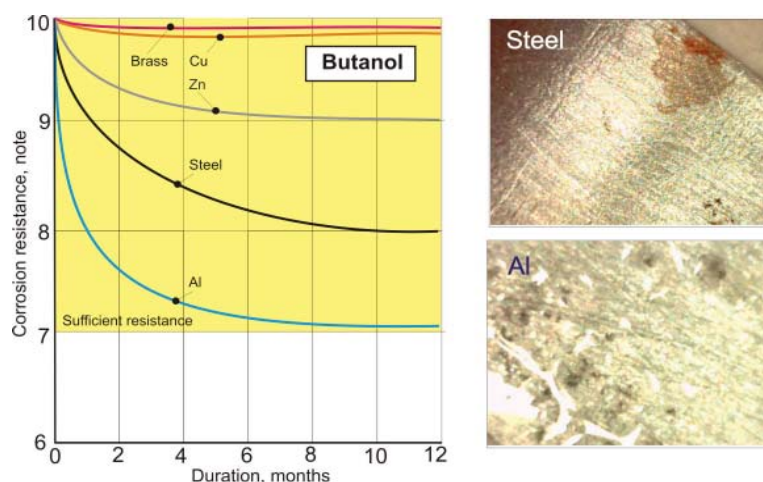 10
9
8
7
6
Corrosion resistance, note
Brass
Cu
Butanol
Zn
Steel
Al
Sufficient resistance
0 2 4 6 8 10 12
Duration, months
Steel
Al